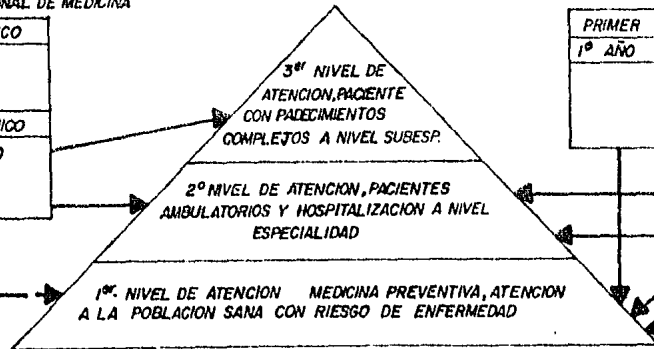 NAL DE MEDICINA
CO
NICO
O
3er NIVEL DE
ATENCION, PACIENTE
CON PADECIMIENTOS
COMPLEJOS A NIVEL SUBESP.
2º NIVEL DE ATENCION, PACIENTES
AMBULATORIOS Y HOSPITALIZACION A NIVEL
ESPECIALIDAD
1er. NIVEL DE ATENCION MEDICINA PREVENTIVA, ATENCION
A LA POBLACION SANA CON RIESGO DE ENFERMEDAD
PRIMER
1º AÑO